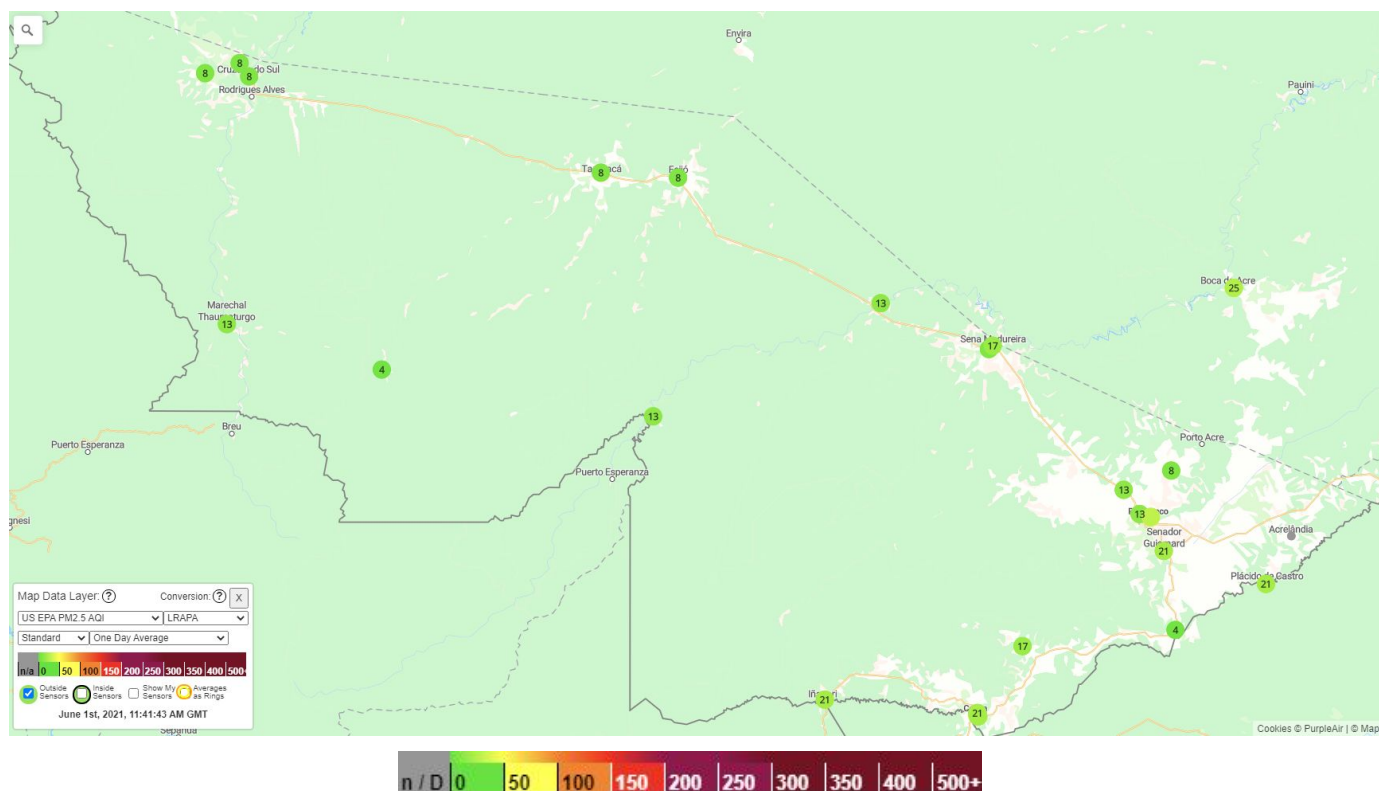 Envira
8
8
8
Rodrigues Alves
Pauini
8
8
Boca do Acre
25
13
Marechal
Thaumaturgo
13
Sena Madureira
17
4
13
Breu
Puerto Esperanza
Puerto Esperanza
Porto Acre
8
13
13
Senador
Guiomard
21
Acrelândia
Plácido de Castro
21
4
17
21
21
Map Data Layer: ? Conversion: ? X
US EPA PM2.5 AQI LRAPA
Standard One Day Average
n/a 0 50 100 150 200 250 300 350 400 500+
Outside Sensors Inside Sensors Show My Sensors Averages as Rings
June 1st, 2021, 11:41:43 AM GMT
Sepahua
Cookies © PurpleAir | © Map
n / D 0 50 100 150 200 250 300 350 400 500+